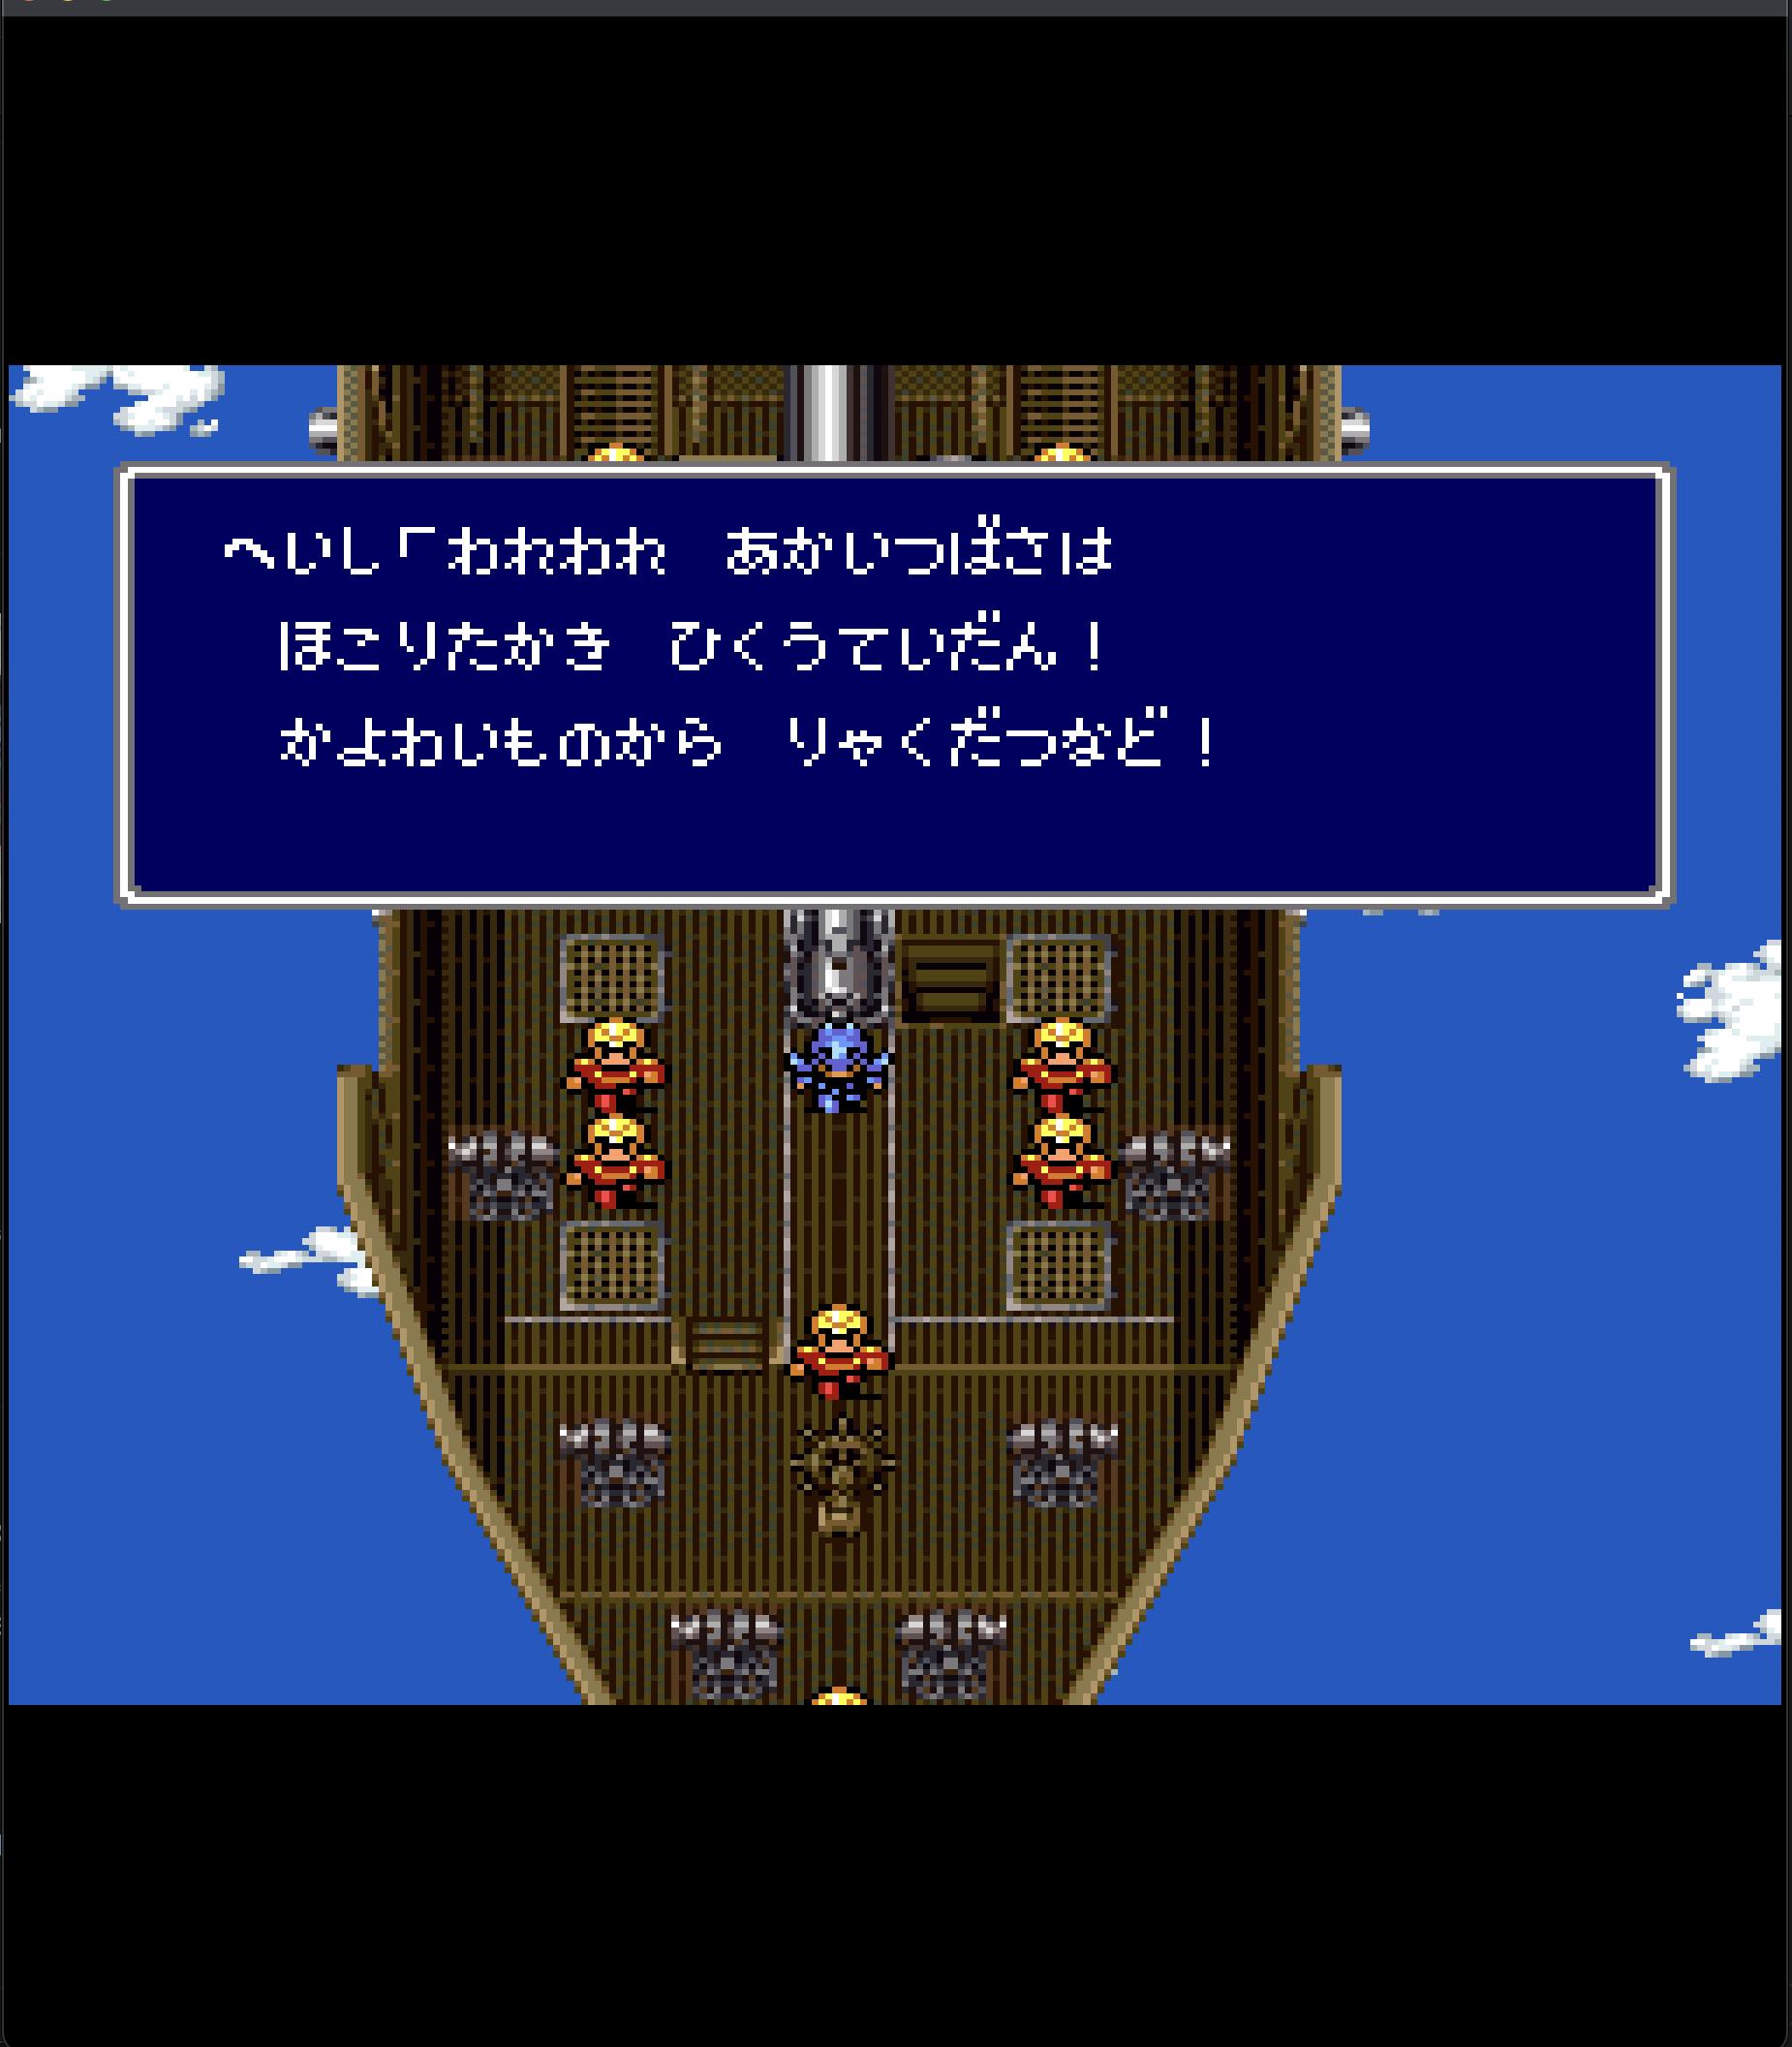 へいし「われわれ　あかいつばさは
ほこりたかき　ひくうていだん！
かよわいものから　りゃくだつなど！